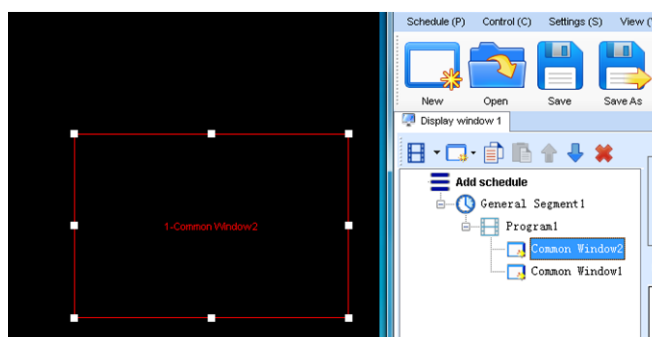 Schedule (P) Control (C) Settings (S) View (
New Open Save Save As
Display window 1
Add schedule
General Segment1
Program1
Common Window2
Common Window1
1-Common Window2